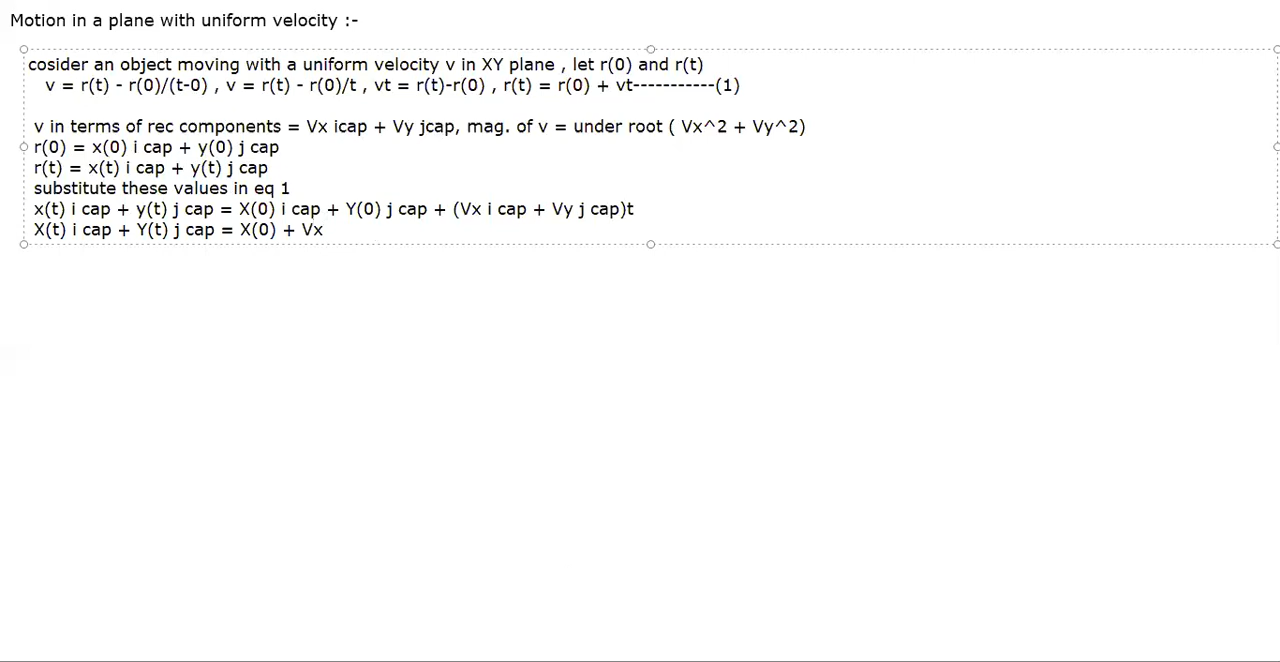 Motion in a plane with uniform velocity :-
cosider an object moving with a uniform velocity v in XY plane , let r(0) and r(t)
v = r(t) - r(0)/(t-0) , v = r(t) - r(0)/t , vt = r(t)-r(0) , r(t) = r(0) + vt-----------(1)
v in terms of rec components = Vx icap + Vy jcap, mag. of v = under root ( Vx^2 + Vy^2)
r(0) = x(0) i cap + y(0) j cap
r(t) = x(t) i cap + y(t) j cap
substitute these values in eq 1
x(t) i cap + y(t) j cap = X(0) i cap + Y(0) j cap + (Vx i cap + Vy j cap)t
X(t) i cap + Y(t) j cap = X(0) + Vx